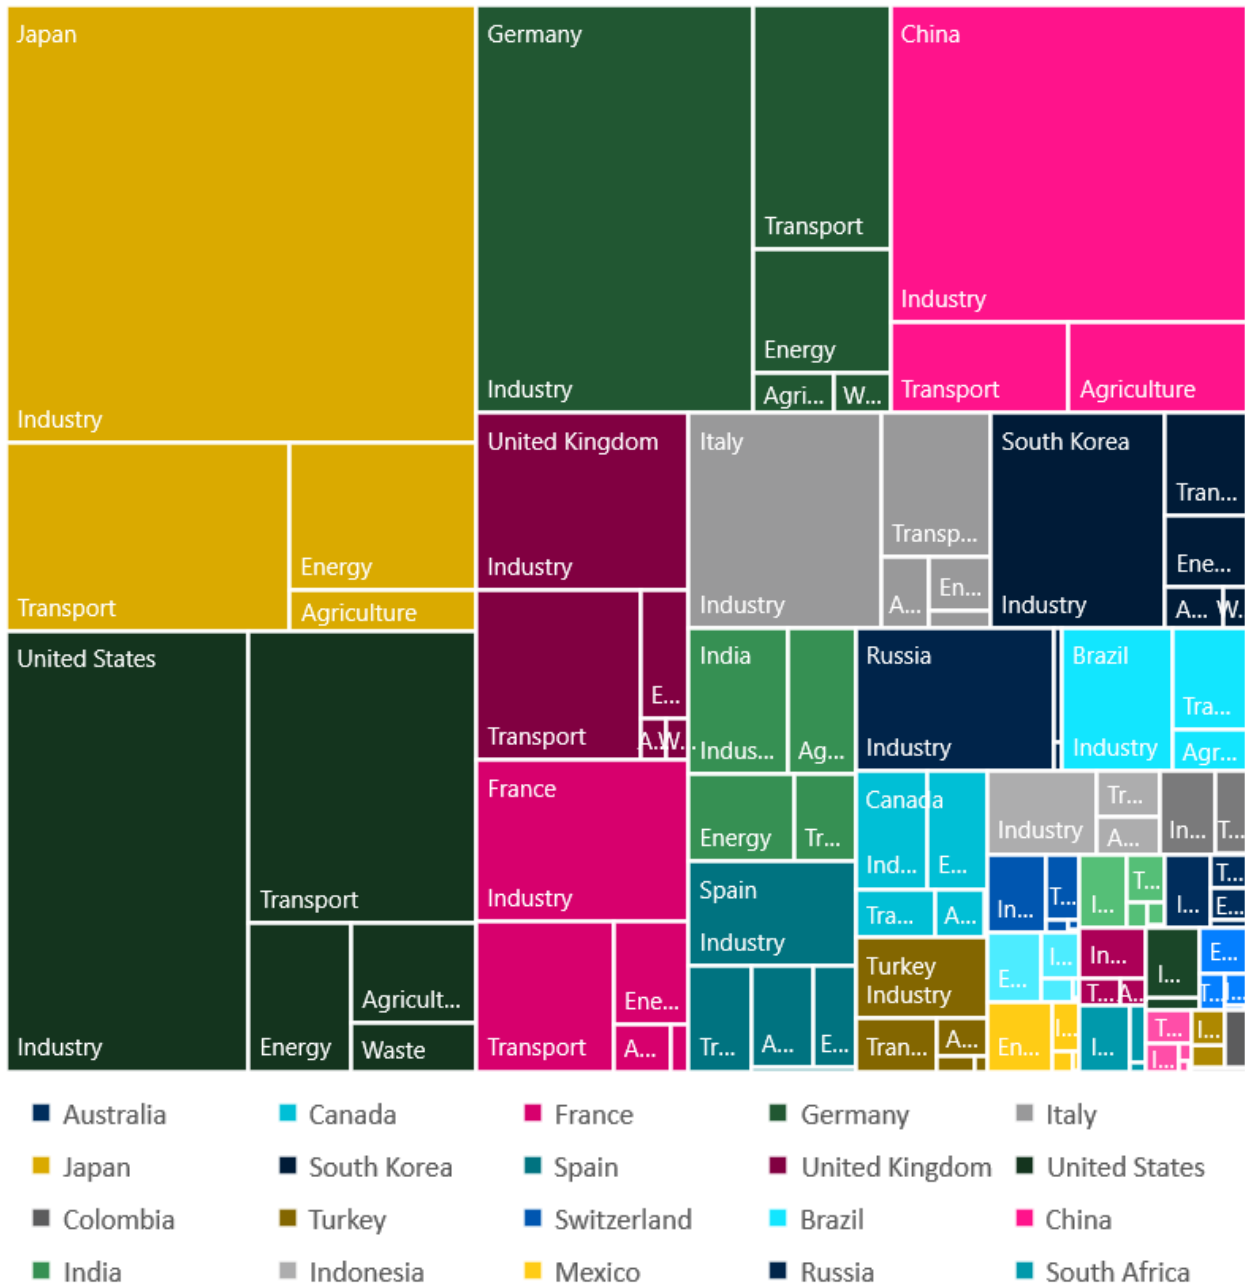 Japan
Industry
Transport
Energy
Agriculture
United States
Industry
Transport
Energy
Agricult...
Waste
Germany
Industry
Transport
Energy
Agri...
W...
China
Industry
Transport
Agriculture
United Kingdom
Industry
Transport
E...
A...
W...
France
Industry
Transport
Ene...
A...
Italy
Industry
Transp...
A...
En...
South Korea
Industry
Tran...
Ene...
A...
W...
India
Indus...
Ag...
Energy
Tr...
Spain
Industry
Tr...
A...
E...
Russia
Industry
Brazil
Industry
Tra...
Agr...
Canada
Ind...
E...
Tra...
A...
Turkey
Industry
Tran...
A...
Industry
Tr...
A...
In...
T...
In...
T...
I...
T...
I...
T...
E...
E...
I...
In...
T...
A...
I...
E...
T...
I...
En...
I...
I...
T...
I...
I...
Australia Canada France Germany Italy
Japan South Korea Spain United Kingdom United States
Colombia Turkey Switzerland Brazil China
India Indonesia Mexico Russia South Africa